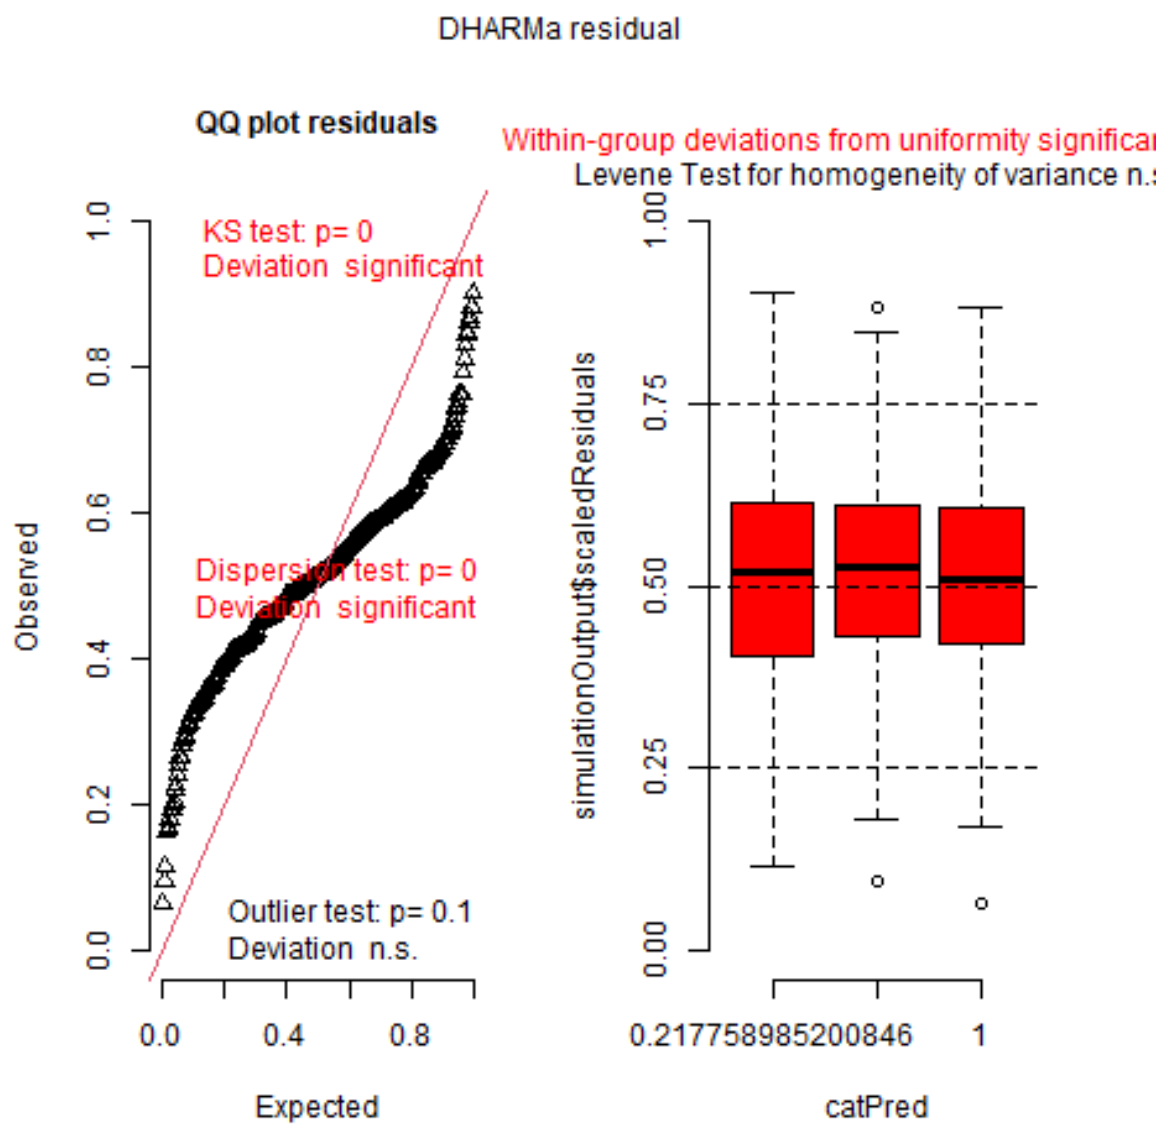 DHARMa residual
QQ plot residuals
KS test: p= 0
Deviation significant
Dispersion test: p= 0
Deviation significant
Outlier test: p= 0.1
Deviation n.s.
Observed
0.0
0.2
0.4
0.6
0.8
1.0
0.0 0.4 0.8
Expected
Within-group deviations from uniformity significan
Levene Test for homogeneity of variance n.s
simulationOutput$scaledResiduals
0.00
0.25
0.50
0.75
1.00
0.217758985200846 1
catPred